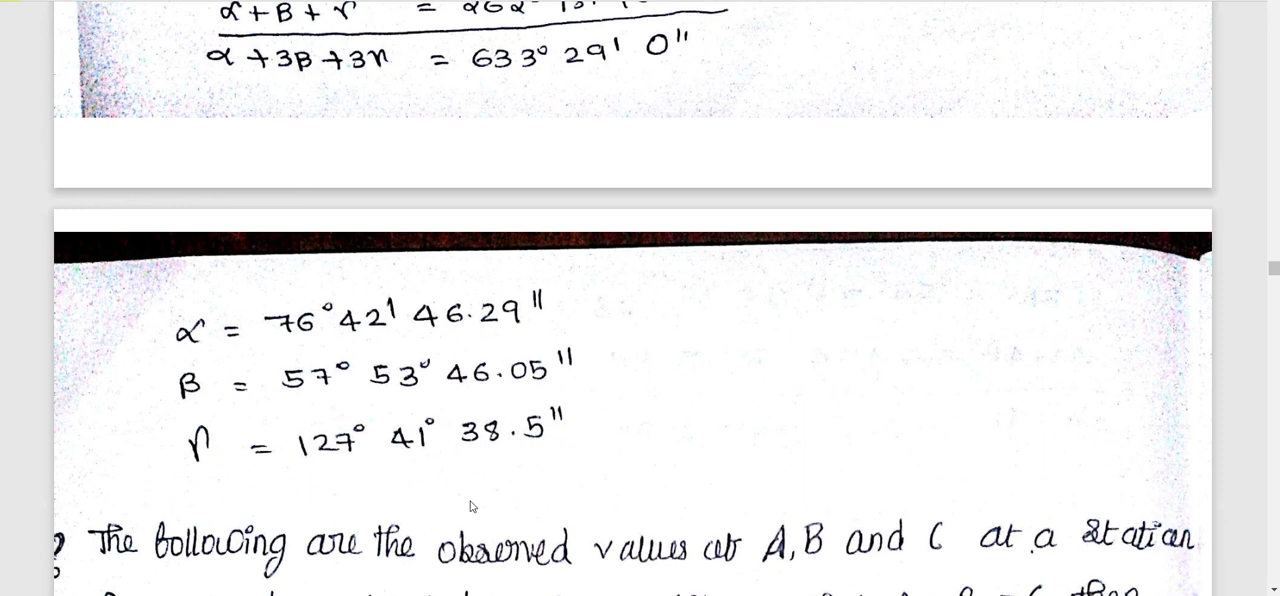 α + β + γ =
α + 3β + 3γ = 633° 29' 0"
α = 76° 42' 46.29"
β = 57° 53° 46.05"
γ = 127° 41° 38.5"
? The following are the observed values at A, B and C at a station